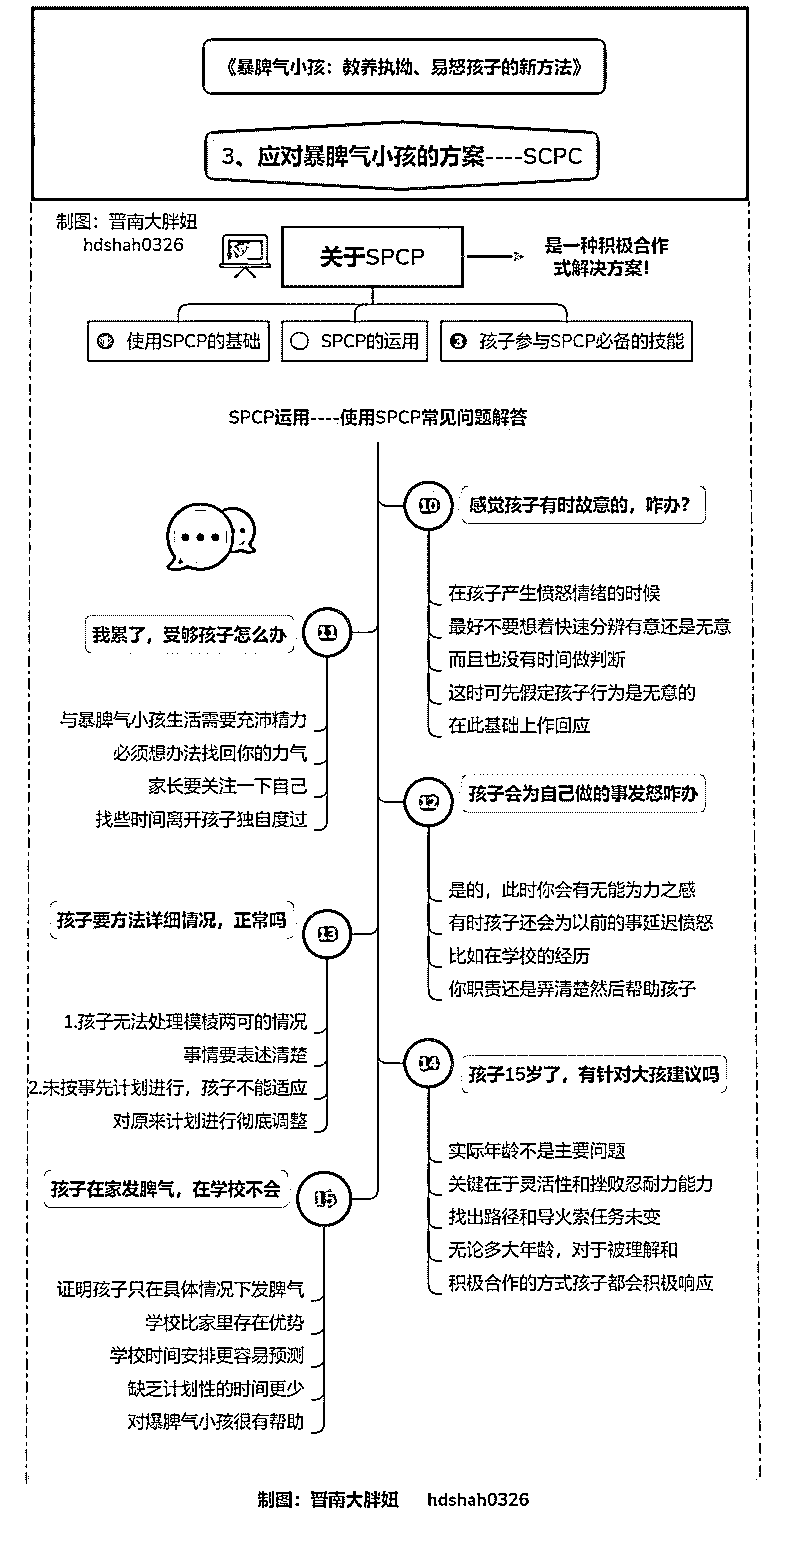 《暴脾气小孩：教养执拗、易怒孩子的新方法》
3、应对暴脾气小孩的方案----SCPC
制图：晋南大胖妞
hdshah0326
关于SPCP
是一种积极合作
式解决方案！
使用SPCP的基础
SPCP的运用
3 孩子参与SPCP必备的技能
SPCP运用----使用SPCP常见问题解答
10 感觉孩子有时故意的，咋办？
在孩子产生愤怒情绪的时候
最好不要想着快速分辨有意还是无意
而且也没有时间做判断
这时可先假定孩子行为是无意的
在此基础上作回应
我累了，受够孩子怎么办 11
与暴脾气小孩生活需要充沛精力
必须想办法找回你的力气
家长要关注一下自己
找些时间离开孩子独自度过
12 孩子会为自己做的事发怒咋办
是的，此时你会有无能为力之感
有时孩子还会为以前的事延迟愤怒
比如在学校的经历
你职责还是弄清楚然后帮助孩子
孩子要方法详细情况，正常吗 13
1.孩子无法处理模棱两可的情况
事情要表述清楚
2.未按事先计划进行，孩子不能适应
对原来计划进行彻底调整
14 孩子15岁了，有针对大孩建议吗
实际年龄不是主要问题
关键在于灵活性和挫败忍耐力能力
找出路径和导火索任务未变
无论多大年龄，对于被理解和
积极合作的方式孩子都会积极响应
孩子在家发脾气，在学校不会 15
证明孩子只在具体情况下发脾气
学校比家里存在优势
学校时间安排更容易预测
缺乏计划性的时间更少
对爆脾气小孩很有帮助
制图：晋南大胖妞 hdshah0326